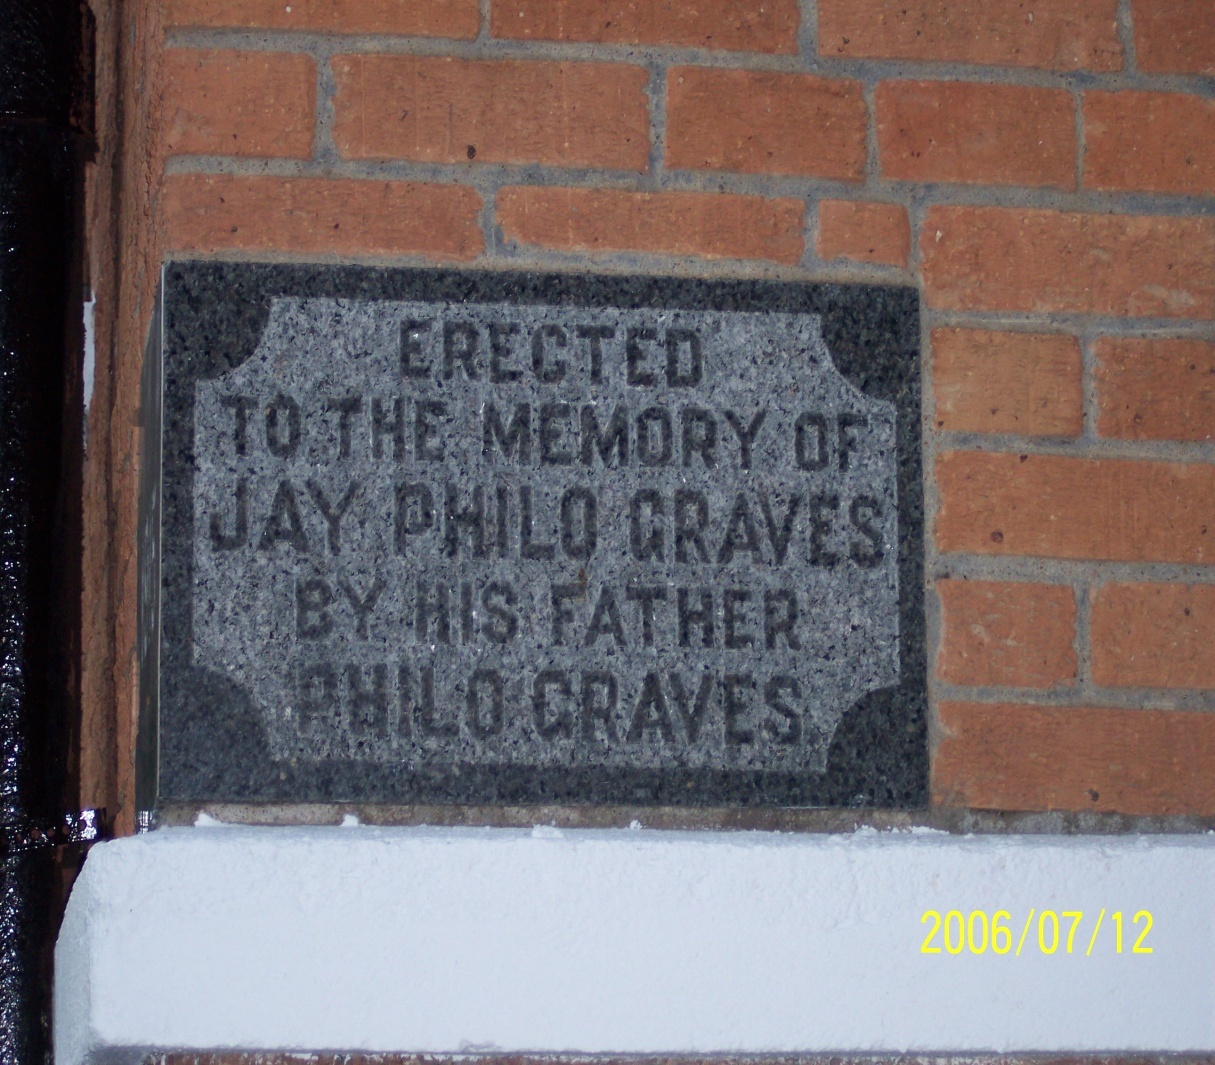 ERECTED
TO THE MEMORY OF
JAY PHILO GRAVES
BY HIS FATHER
PHILO GRAVES
2006/07/12